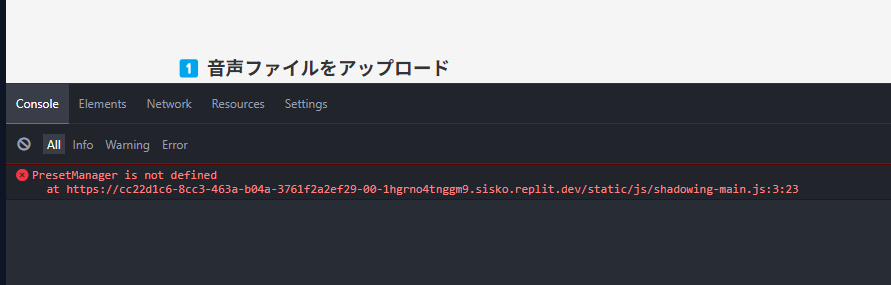 1 音声ファイルをアップロード
Console Elements Network Resources Settings
All Info Warning Error
PresetManager is not defined
at https://cc22d1c6-8cc3-463a-b04a-3761f2a2ef29-00-1hgrno4tnggm9.sisko.replit.dev/static/js/shadowing-main.js:3:23